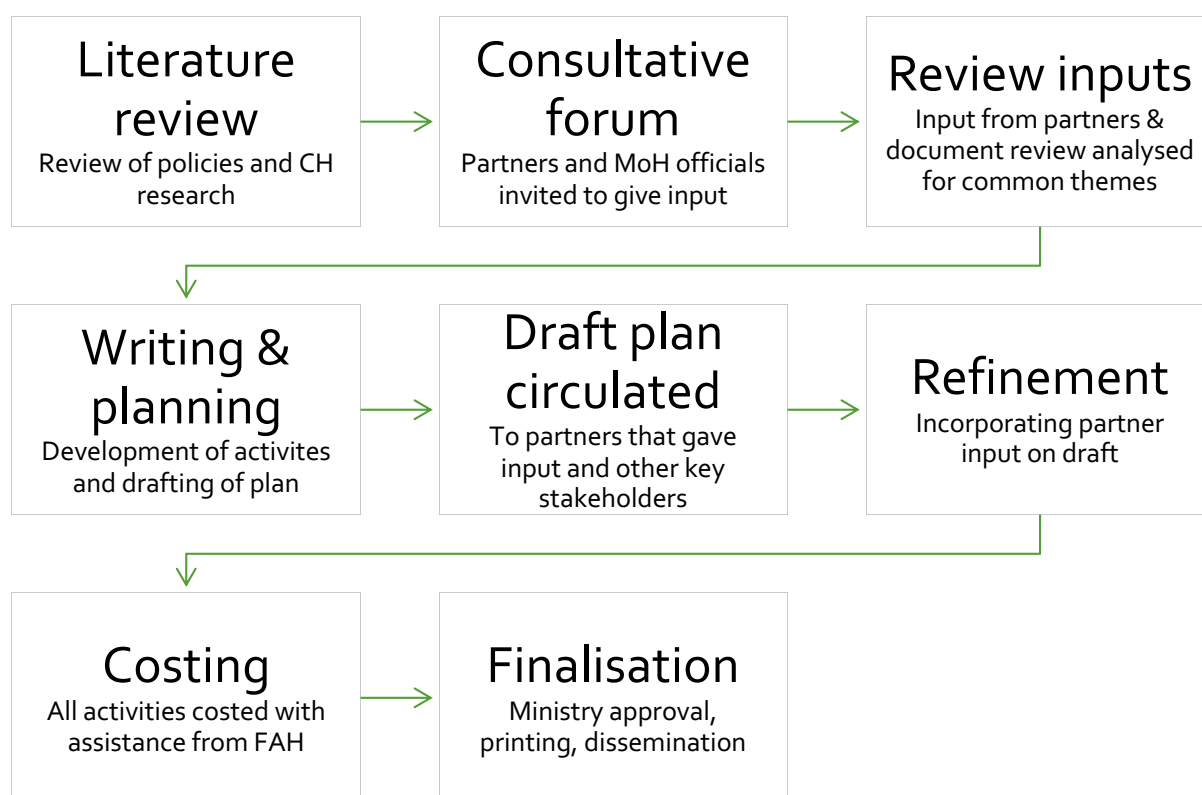 Literature
review
Review of policies and CH
research
Consultative
forum
Partners and MoH officials
invited to give input
Review inputs
Input from partners &
document review analysed
for common themes
Writing &
planning
Development of activites
and drafting of plan
Draft plan
circulated
To partners that gave
input and other key
stakeholders
Refinement
Incorporating partner
input on draft
Costing
All activities costed with
assistance from FAH
Finalisation
Ministry approval,
printing, dissemination